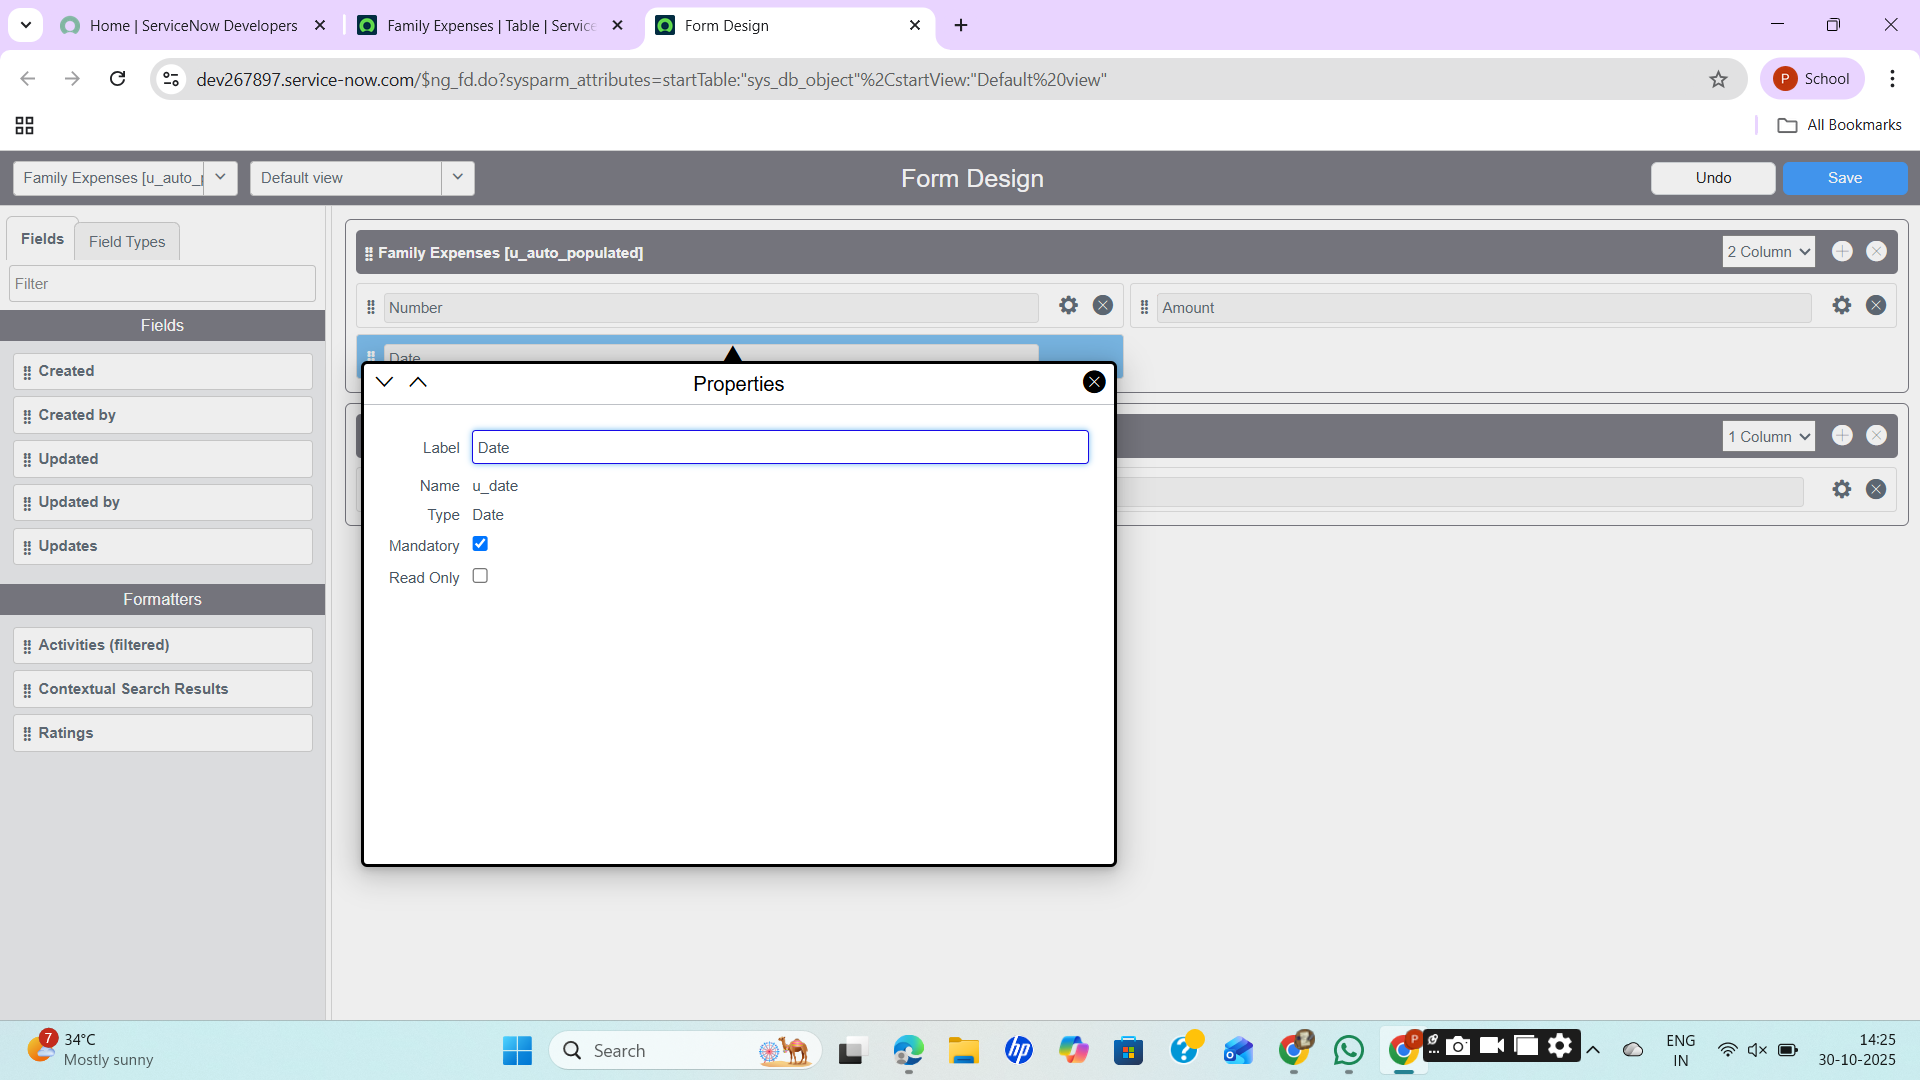 Home | ServiceNow Developers
Family Expenses | Table | Service
Form Design
dev267897.service-now.com/$ng_fd.do?sysparm_attributes=startTable:"sys_db_object"%2CstartView:"Default%20view"
P School
All Bookmarks
Family Expenses [u_auto_p
Default view
Form Design
Undo
Save
Fields
Field Types
Filter
Fields
Created
Created by
Updated
Updated by
Updates
Formatters
Activities (filtered)
Contextual Search Results
Ratings
Family Expenses [u_auto_populated]
2 Column
Number
Amount
Date
1 Column
Properties
Label Date
Name u_date
Type Date
Mandatory
Read Only
7
34°C
Mostly sunny
Search
hp
P
ENG
IN
14:25
30-10-2025